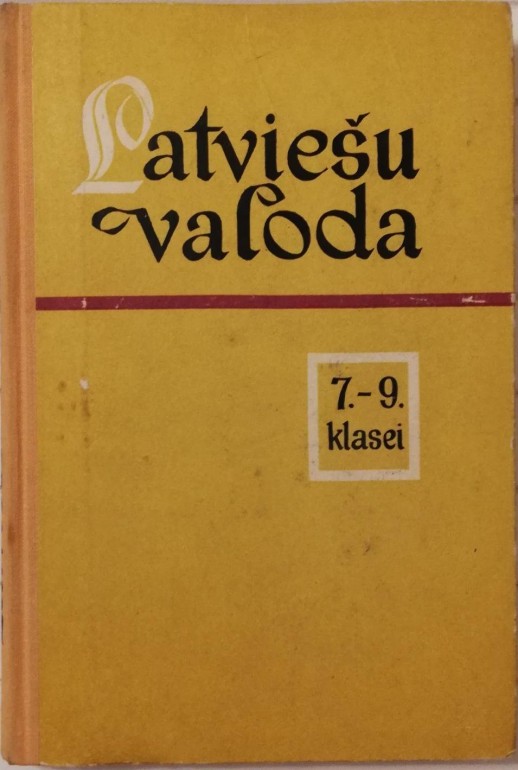 Latviešu
valoda
7.-9.
klasei